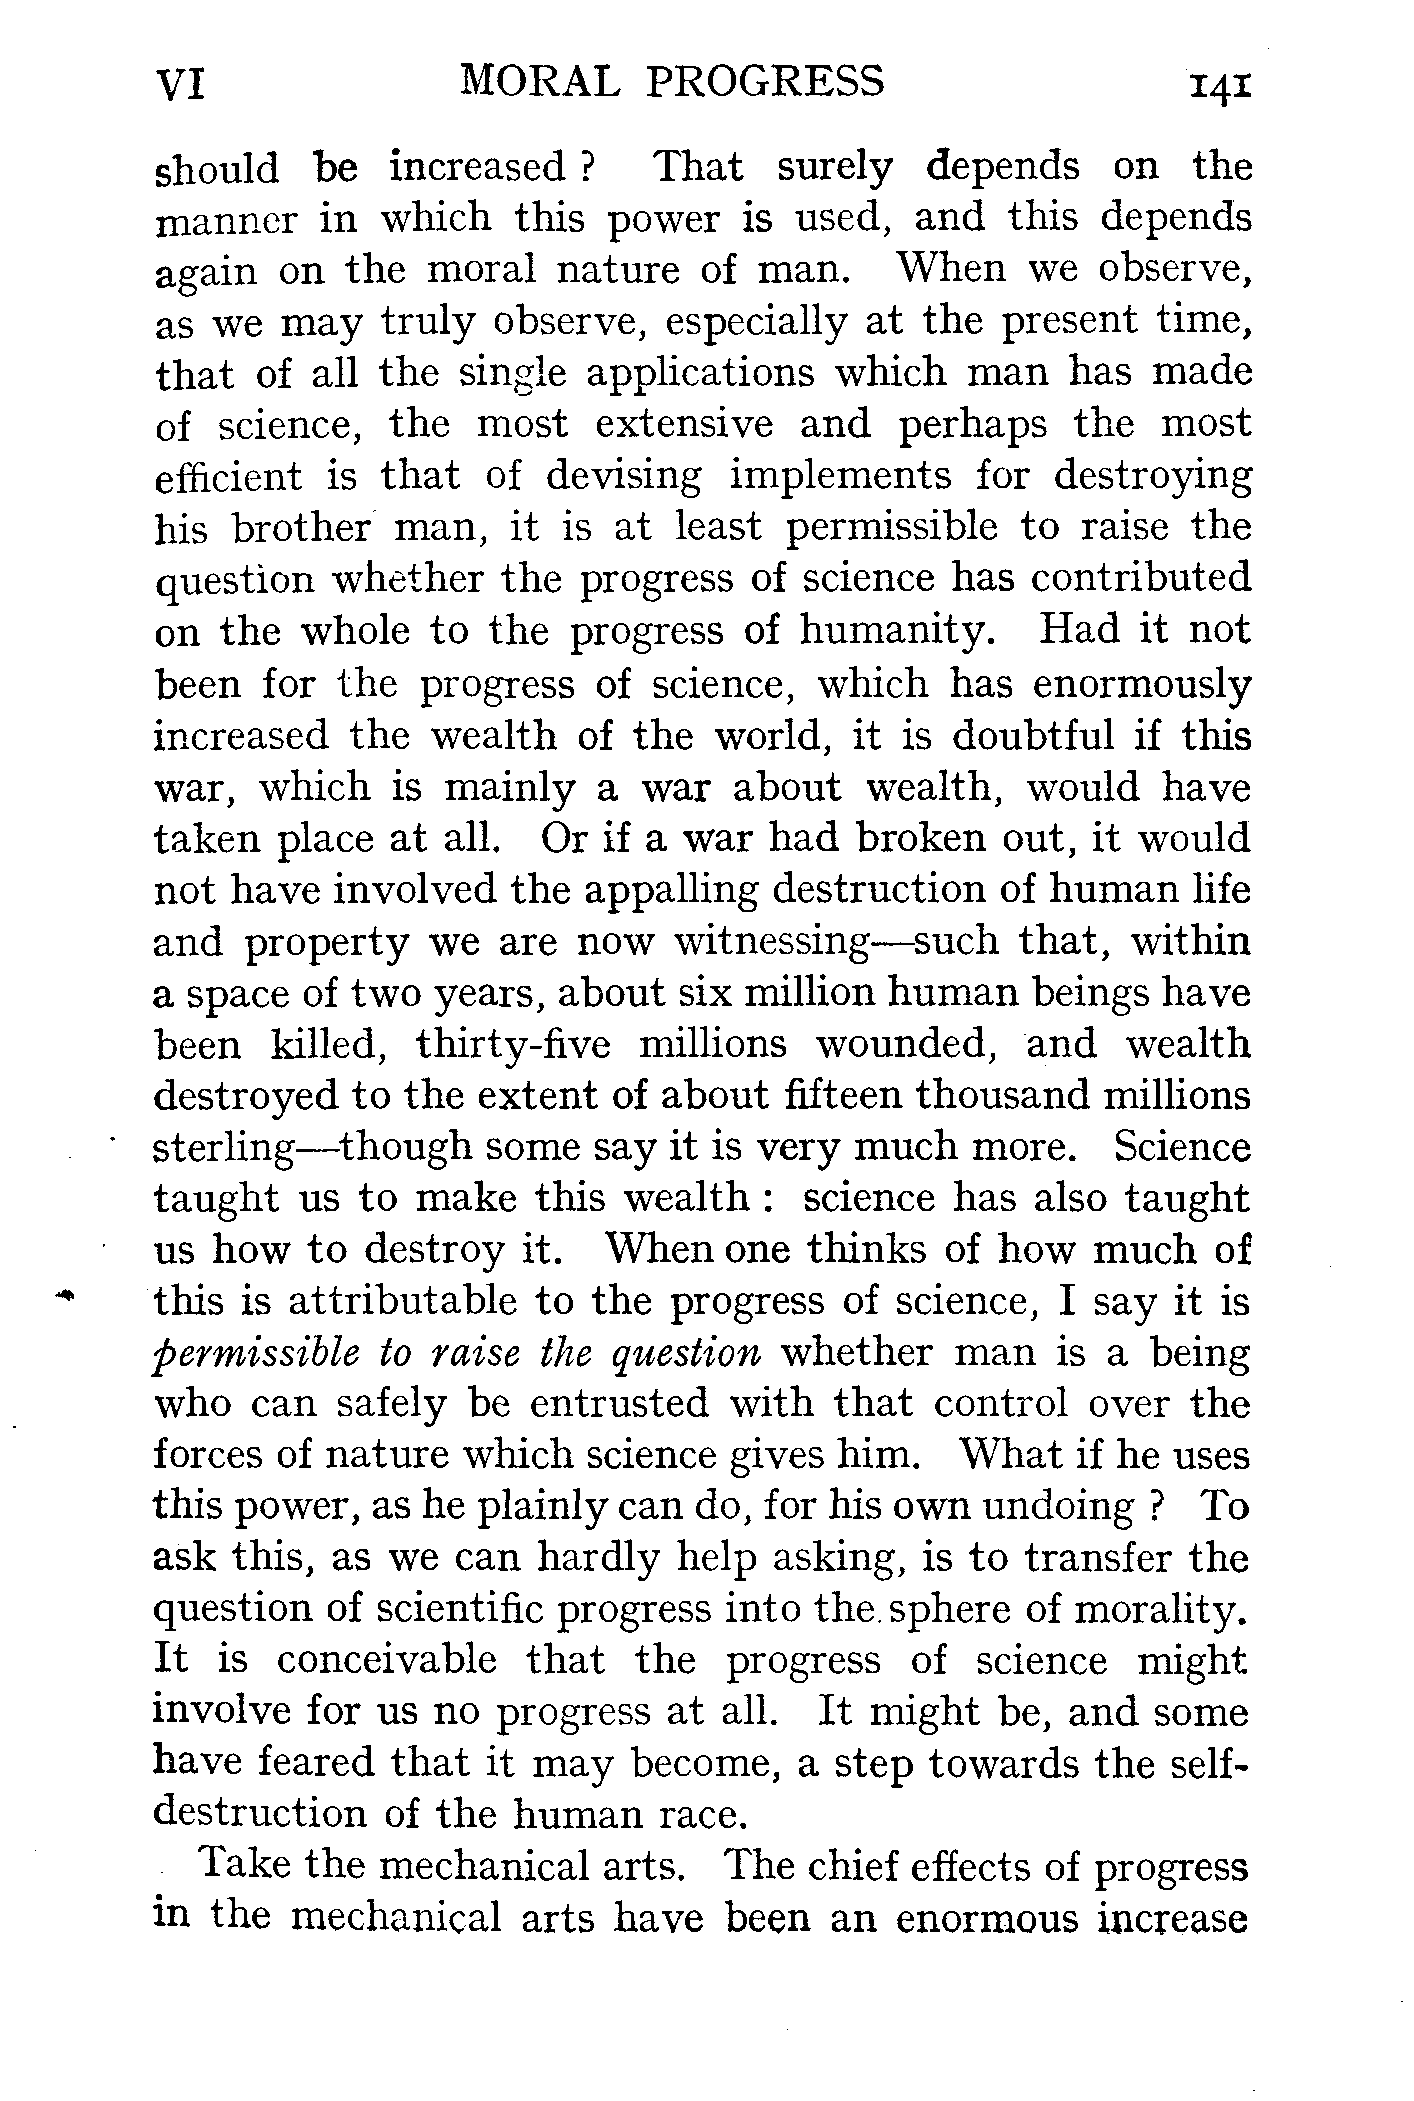 VI MORAL PROGRESS 141
should be increased ? That surely depends on the
manner in which this power is used, and this depends
again on the moral nature of man. When we observe,
as we may truly observe, especially at the present time,
that of all the single applications which man has made
of science, the most extensive and perhaps the most
efficient is that of devising implements for destroying
his brother man, it is at least permissible to raise the
question whether the progress of science has contributed
on the whole to the progress of humanity. Had it not
been for the progress of science, which has enormously
increased the wealth of the world, it is doubtful if this
war, which is mainly a war about wealth, would have
taken place at all. Or if a war had broken out, it would
not have involved the appalling destruction of human life
and property we are now witnessing—such that, within
a space of two years, about six million human beings have
been killed, thirty-five millions wounded, and wealth
destroyed to the extent of about fifteen thousand millions
sterling—though some say it is very much more. Science
taught us to make this wealth : science has also taught
us how to destroy it. When one thinks of how much of
this is attributable to the progress of science, I say it is
permissible to raise the question whether man is a being
who can safely be entrusted with that control over the
forces of nature which science gives him. What if he uses
this power, as he plainly can do, for his own undoing ? To
ask this, as we can hardly help asking, is to transfer the
question of scientific progress into the sphere of morality.
It is conceivable that the progress of science might
involve for us no progress at all. It might be, and some
have feared that it may become, a step towards the self-
destruction of the human race.
Take the mechanical arts. The chief effects of progress
in the mechanical arts have been an enormous increase